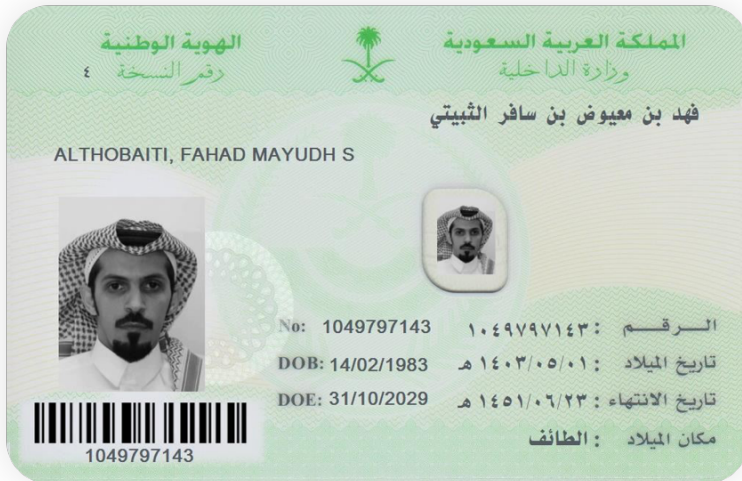 المملكة العربية السعودية
وزارة الداخلية
الهوية الوطنية
رقم النسخة ٤
فهد بن معيوض بن سافر الثبيتي
ALTHOBAITI, FAHAD MAYUDH S
الـــرقـــم : ١٠٤٩٧٩٧١٤٣ No: 1049797143
تاريخ الميلاد : ١٤٠٣/٠٥/٠١ هـ DOB: 14/02/1983
تاريخ الانتهاء : ١٤٥١/٠٦/٢٣ هـ DOE: 31/10/2029
مكان الميلاد : الطائف
1049797143